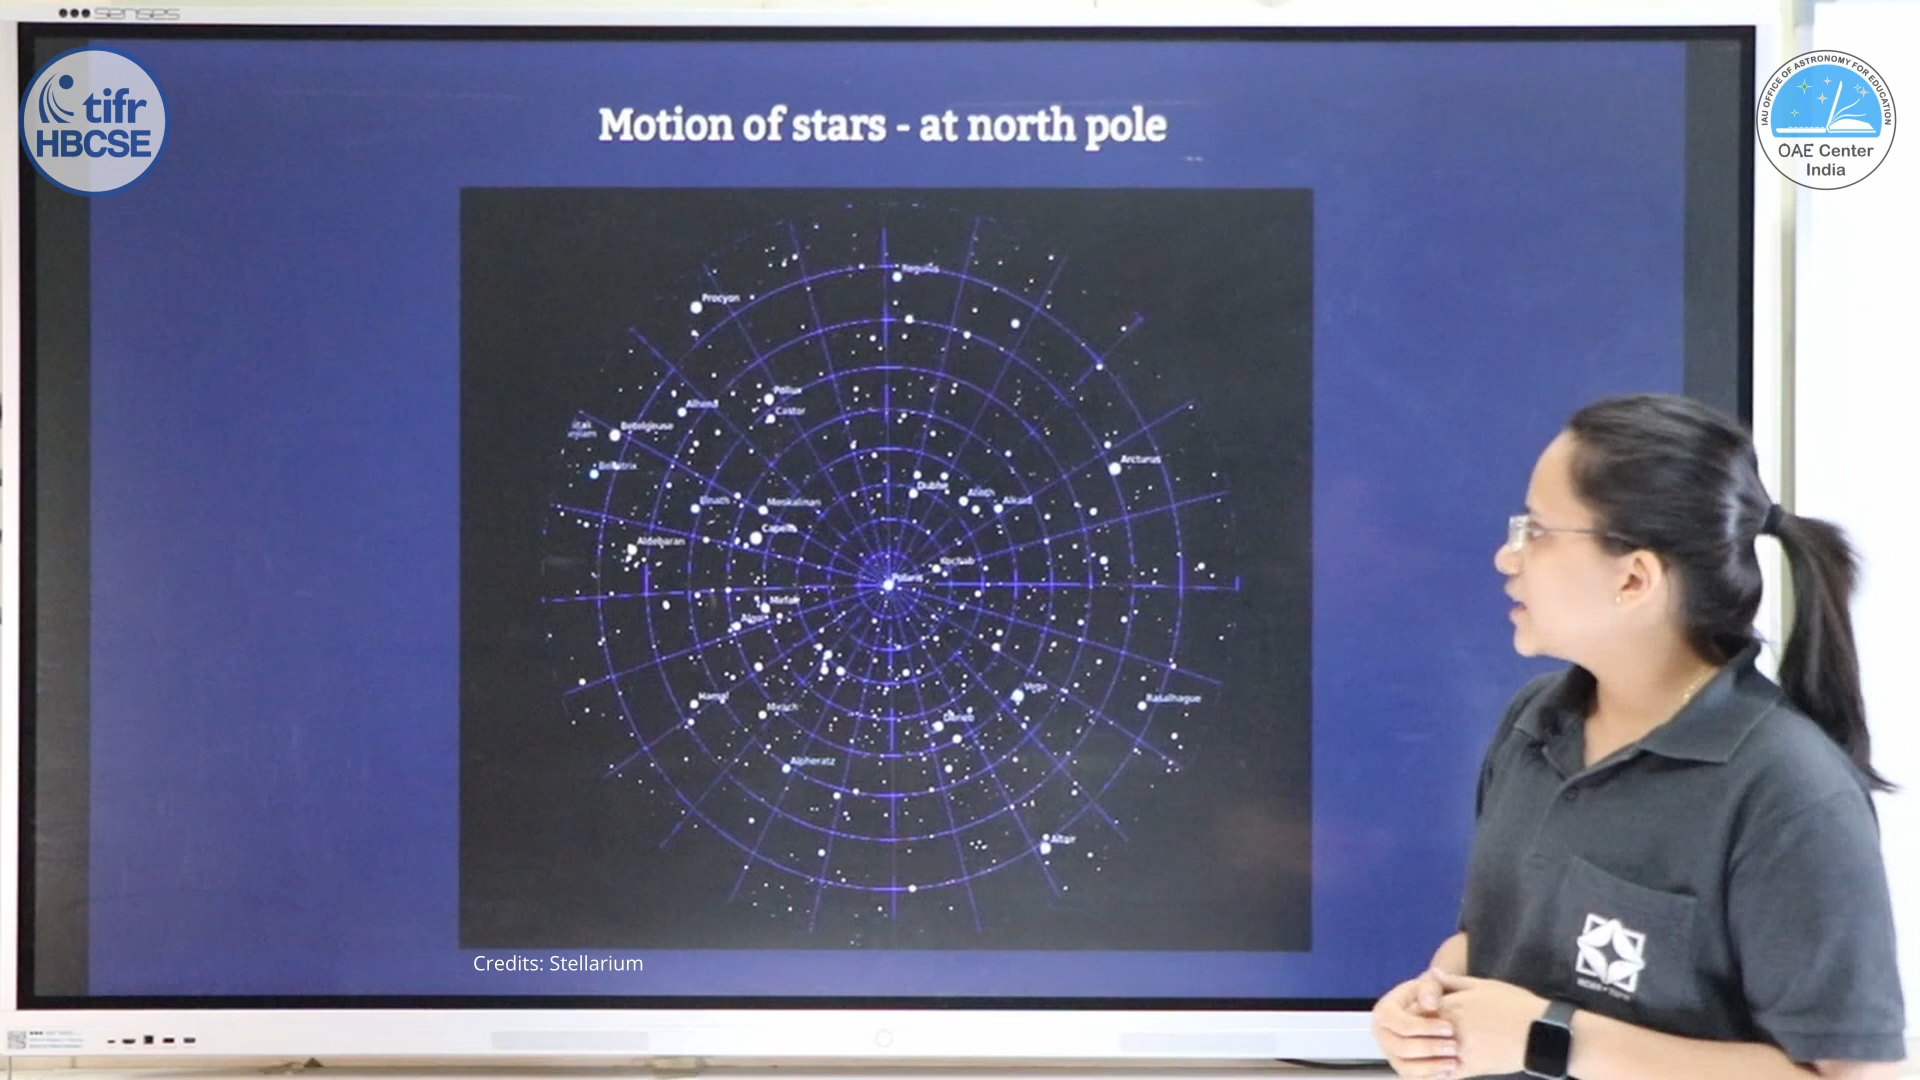 senses
tifr
HBCSE
IAU OFFICE OF ASTRONOMY FOR EDUCATION
OAE Center
India
Motion of stars - at north pole
Regulus
Procyon
Pollux
Castor
Alhena
Betelgeuse
Bellatrix
Arcturus
Dubhe
Alioth
Alkaid
Elnath
Menkalinan
Capella
Aldebaran
Kochab
Polaris
Mirfak
Algol
Vega
Rasalhague
Hamal
Mirach
Deneb
Alpheratz
Altair
Credits: Stellarium